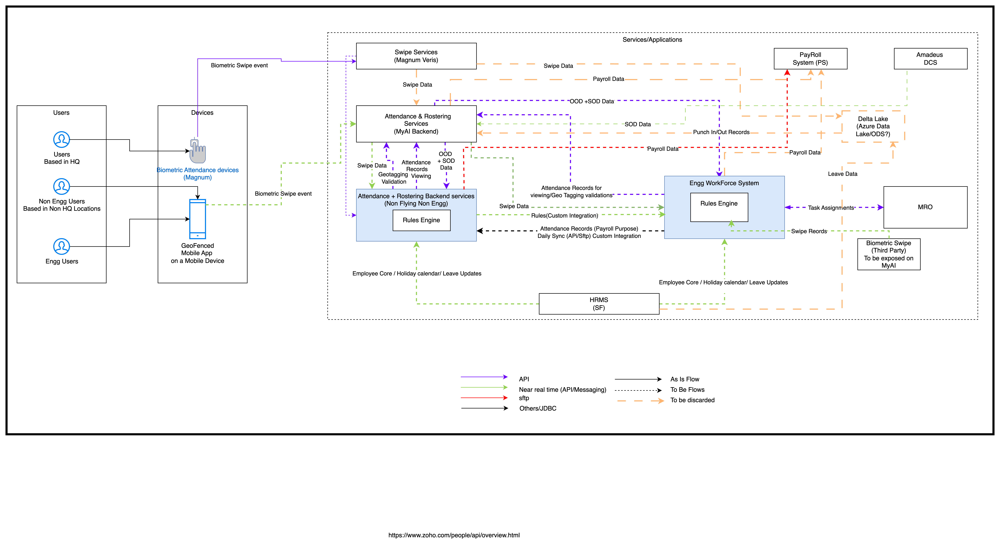 Services/Applications
Swipe Services
(Magnum Veris)
PayRoll
System (PS)
Amadeus
DCS
Biometric Swipe event
Swipe Data
Payroll Data
Swipe Data
OOD +SOD Data
Users
Devices
Attendance & Rostering
Services
(MyAI Backend)
SOD Data
Punch In/Out Records
Delta Lake
(Azure Data
Lake/ODS?)
Users
Based in HQ
Biometric Attendance devices
(Magnum)
Payroll Data
Payroll Data
Swipe Data
Geotagging
Validation
Attendance
Records
Viewing
OOD
+ SOD
Data
Leave Data
Biometric Swipe event
Non Engg Users
Based in Non HQ Locations
Attendance + Rostering Backend services
(Non Flying Non Engg)
Rules Engine
Attendance Records for
viewing/Geo Tagging validations
Swipe Data
Rules(Custom Integration)
Attendance Records (Payroll Purpose)
Daily Sync (APi/Sftp) Custom Integration
Engg WorkForce System
Rules Engine
Task Assignments
MRO
Swipe Reords
Biometric Swipe
(Third Party)
To be exposed on
MyAI
Engg Users
GeoFenced
Mobile App
on a Mobile Device
Employee Core / Holiday calendar/ Leave Updates
Employee Core / Holiday calendar/ Leave Updates
HRMS
(SF)
API
Near real time (API/Messaging)
sftp
Others/JDBC
As Is Flow
To Be Flows
To be discarded
https://www.zoho.com/people/api/overview.html